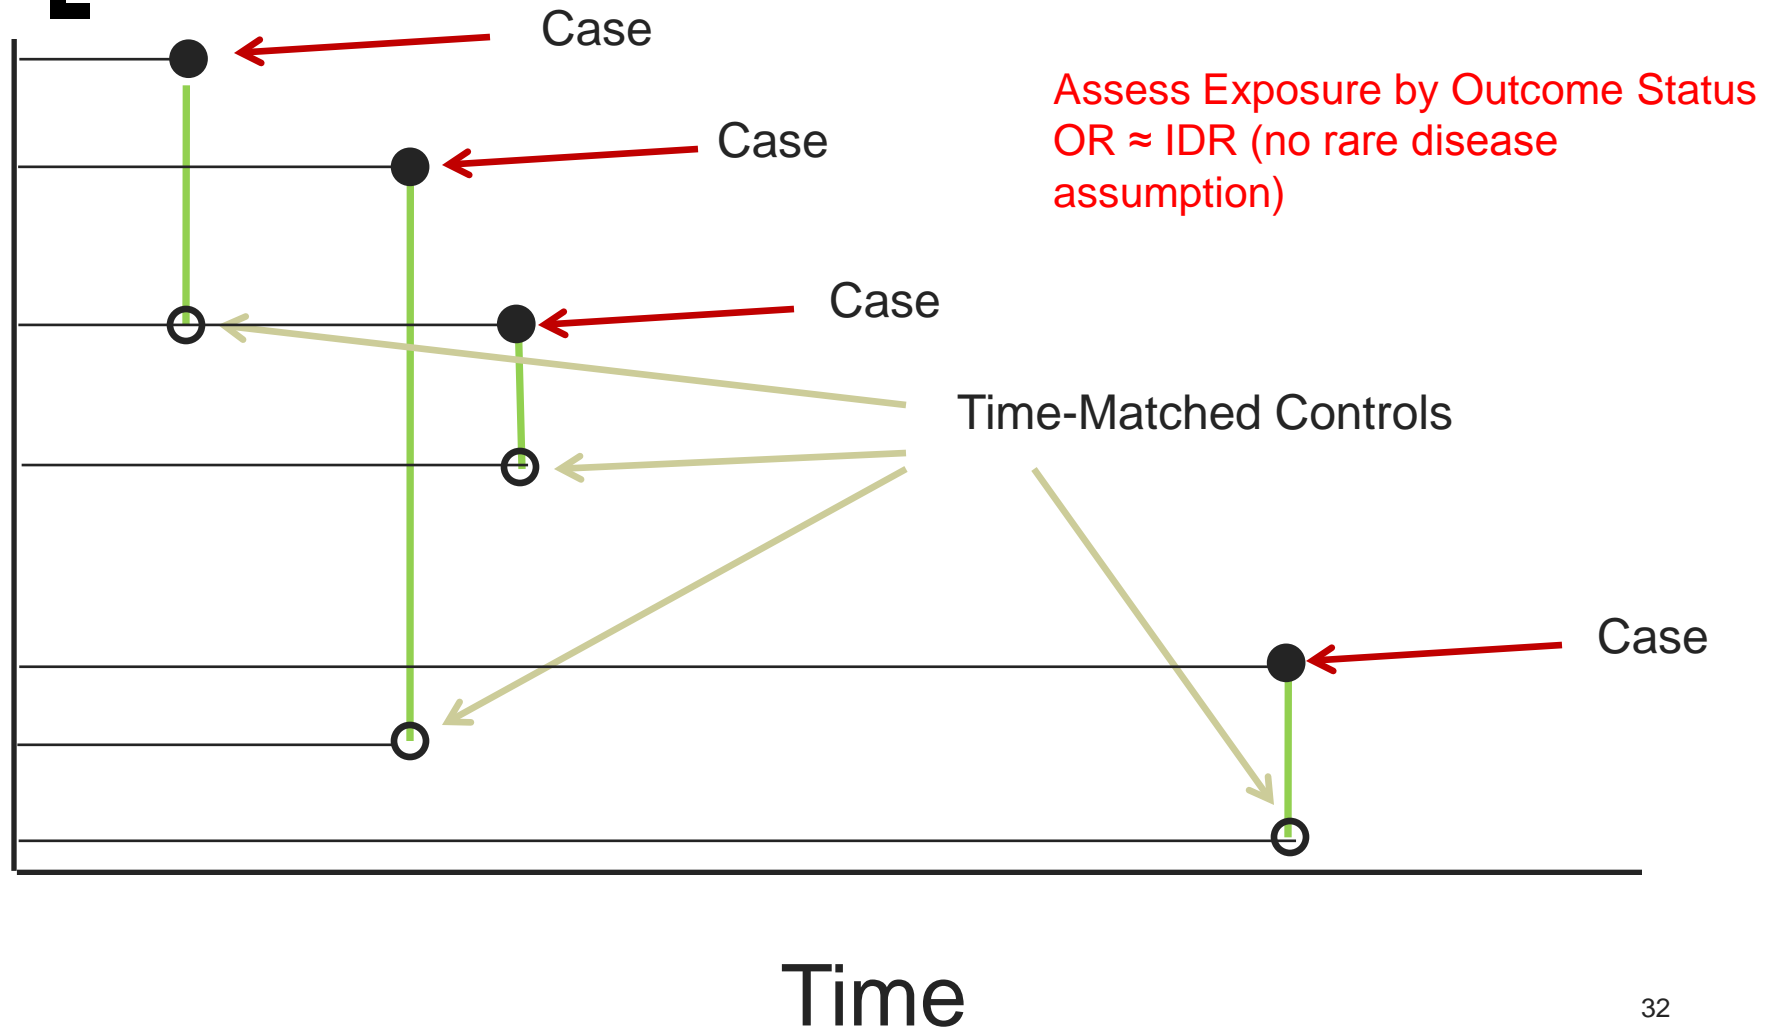 Case
Assess Exposure by Outcome Status
Case
OR ≈ IDR (no rare disease
assumption)
Case
Time-Matched Controls
Case
Time
32